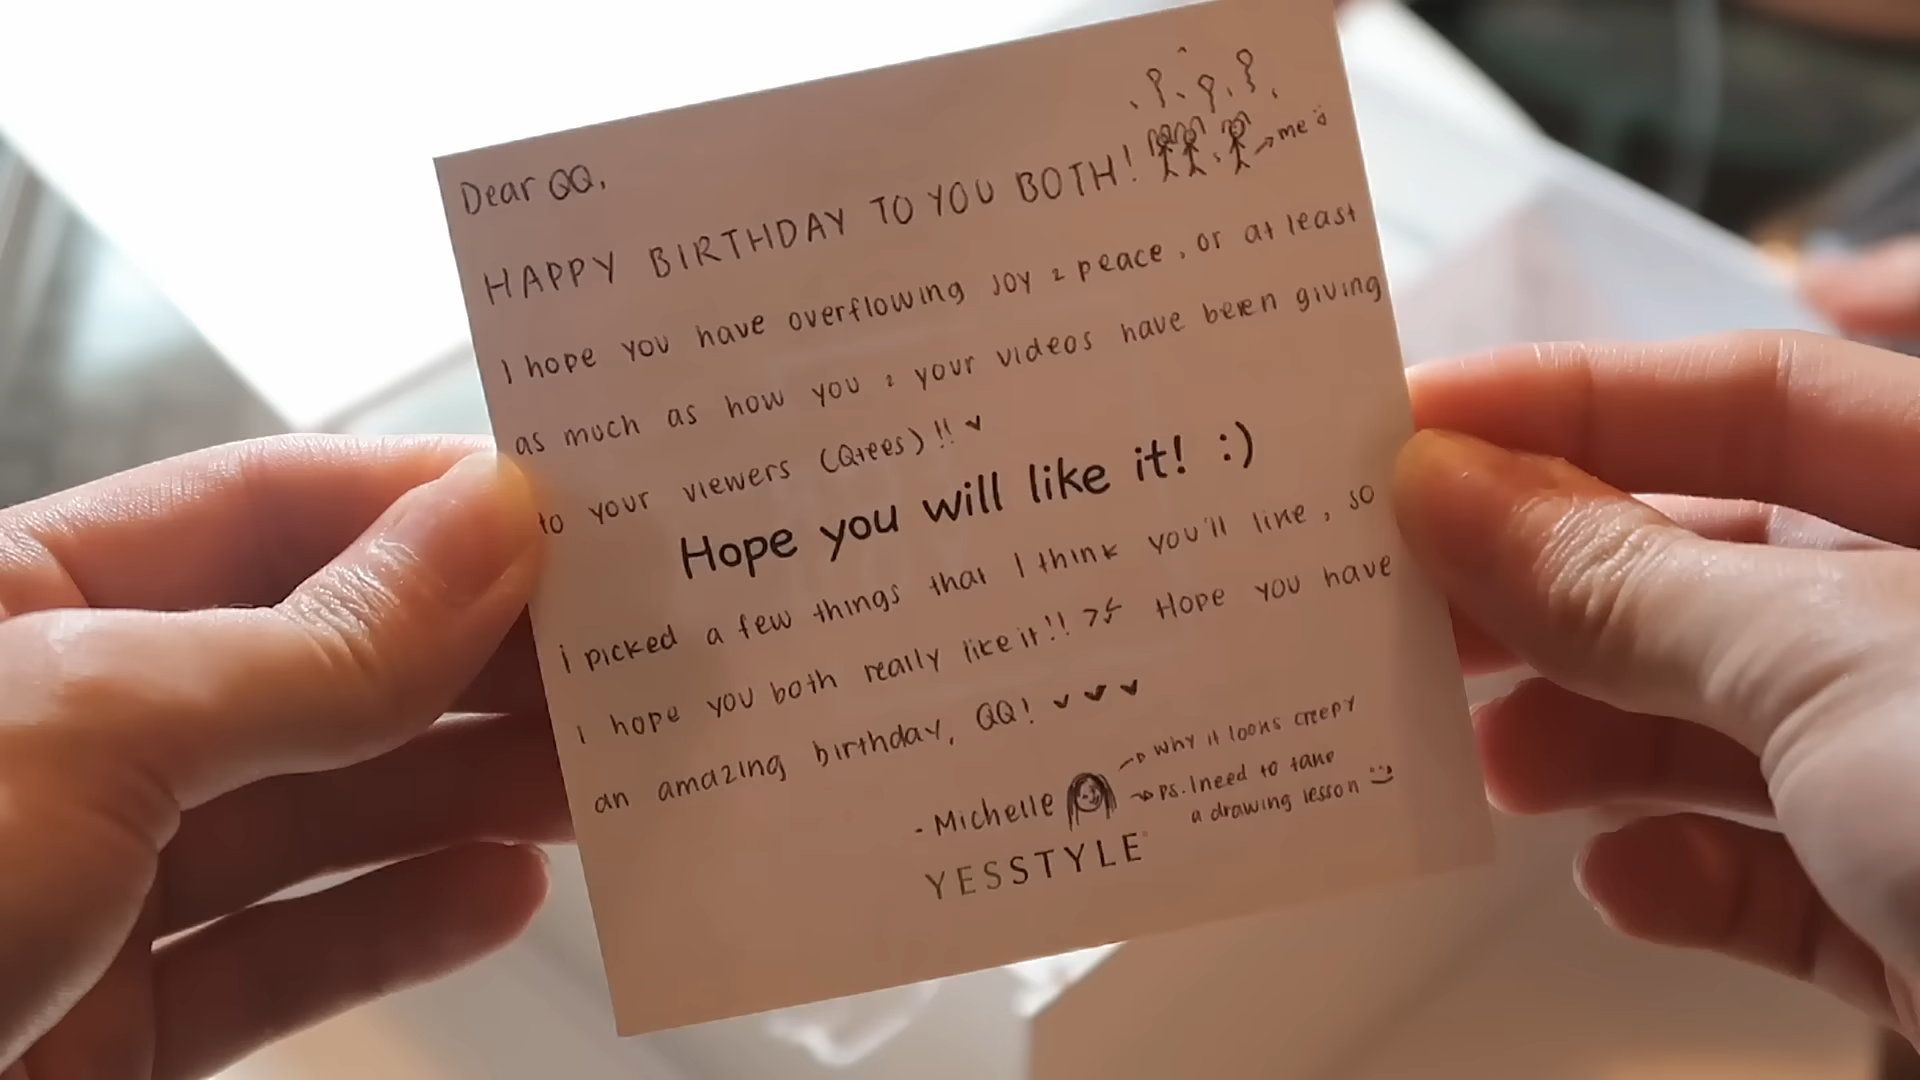 Dear QQ,
HAPPY BIRTHDAY TO YOU BOTH! → me
I hope you have overflowing joy & peace, or at least
as much as how you & your videos have been giving
to your viewers (Qtees)!! ♥
Hope you will like it! :)
i picked a few things that I think you'll like, so
i hope you both really like it!! Hope you have
an amazing birthday, QQ! ♥ ♥ ♥
- Michelle
→ why it looks creepy
→ ps. I need to take
a drawing lesson :)
YESSTYLE